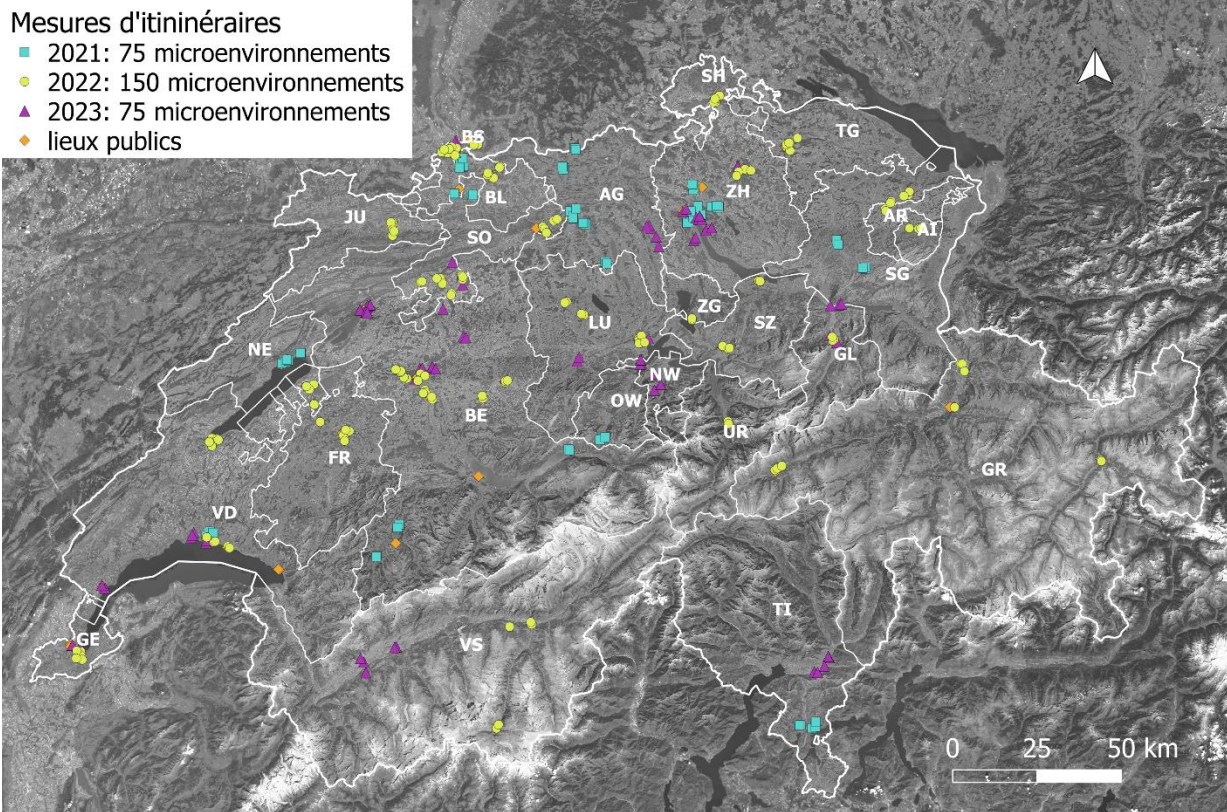 Mesures d'itininéraires
2021: 75 microenvironnements
2022: 150 microenvironnements
2023: 75 microenvironnements
lieux publics
SH
BS
TG
BL
AG
ZH
JU
SO
AR
AI
SG
ZG
LU
SZ
NE
GL
NW
OW
BE
UR
FR
GR
VD
TI
GE
VS
0 25 50 km